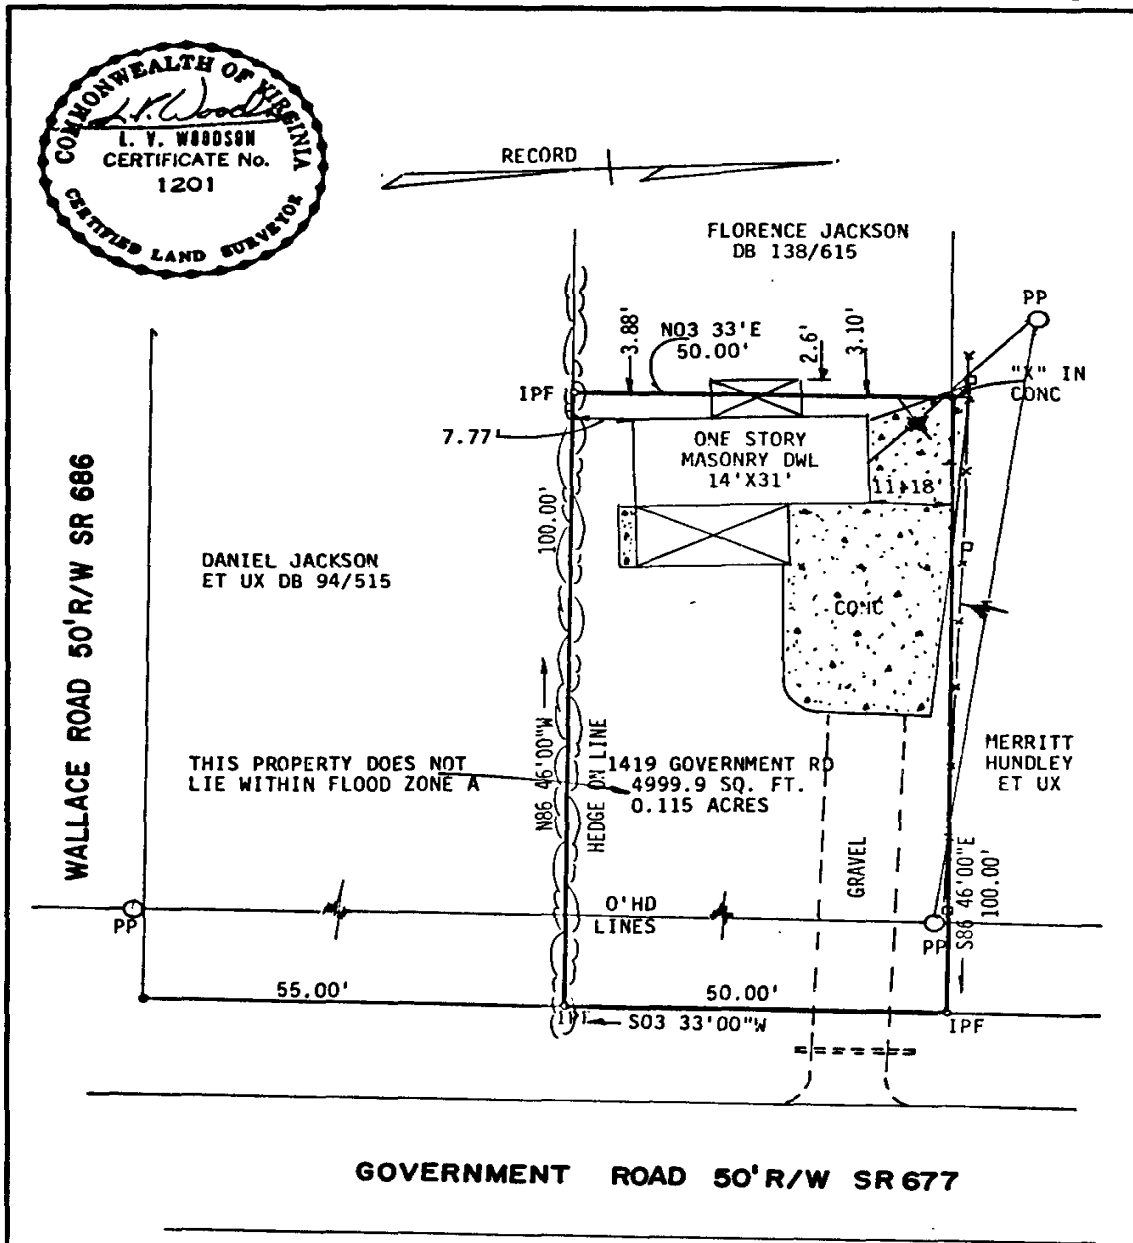 COMMONWEALTH OF VIRGINIA
L. V. WOODSON
CERTIFICATE No.
1201
CERTIFIED LAND SURVEYOR
RECORD
FLORENCE JACKSON
DB 138/615
PP
3.88'
N03 33'E
50.00'
2.6'
3.10'
"X" IN
CONC
IPF
7.77'
ONE STORY
MASONRY DWL
14'X31'
11.18'
100.00'
WALLACE ROAD 50'R/W SR 686
DANIEL JACKSON
ET UX DB 94/515
CONC
N86 46'00"W
HEDGE ON LINE
THIS PROPERTY DOES NOT
LIE WITHIN FLOOD ZONE A
1419 GOVERNMENT RD
4999.9 SQ. FT.
0.115 ACRES
MERRITT
HUNDLEY
ET UX
GRAVEL
S86 46'00"E
100.00'
O'HD
LINES
PP
PP
55.00'
50.00'
IPF
S03 33'00"W
IPF
GOVERNMENT ROAD 50'R/W SR 677